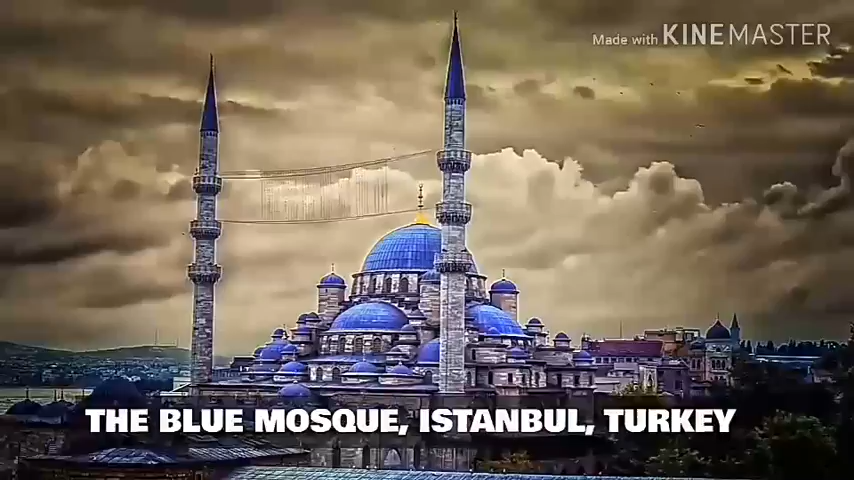 Made with KINEMASTER
THE BLUE MOSQUE, ISTANBUL, TURKEY